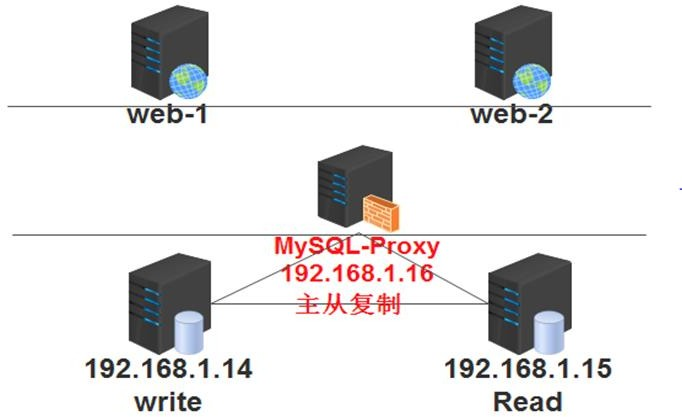 web-1
web-2
MySQL-Proxy
192.168.1.16
主从复制
192.168.1.14
write
192.168.1.15
Read